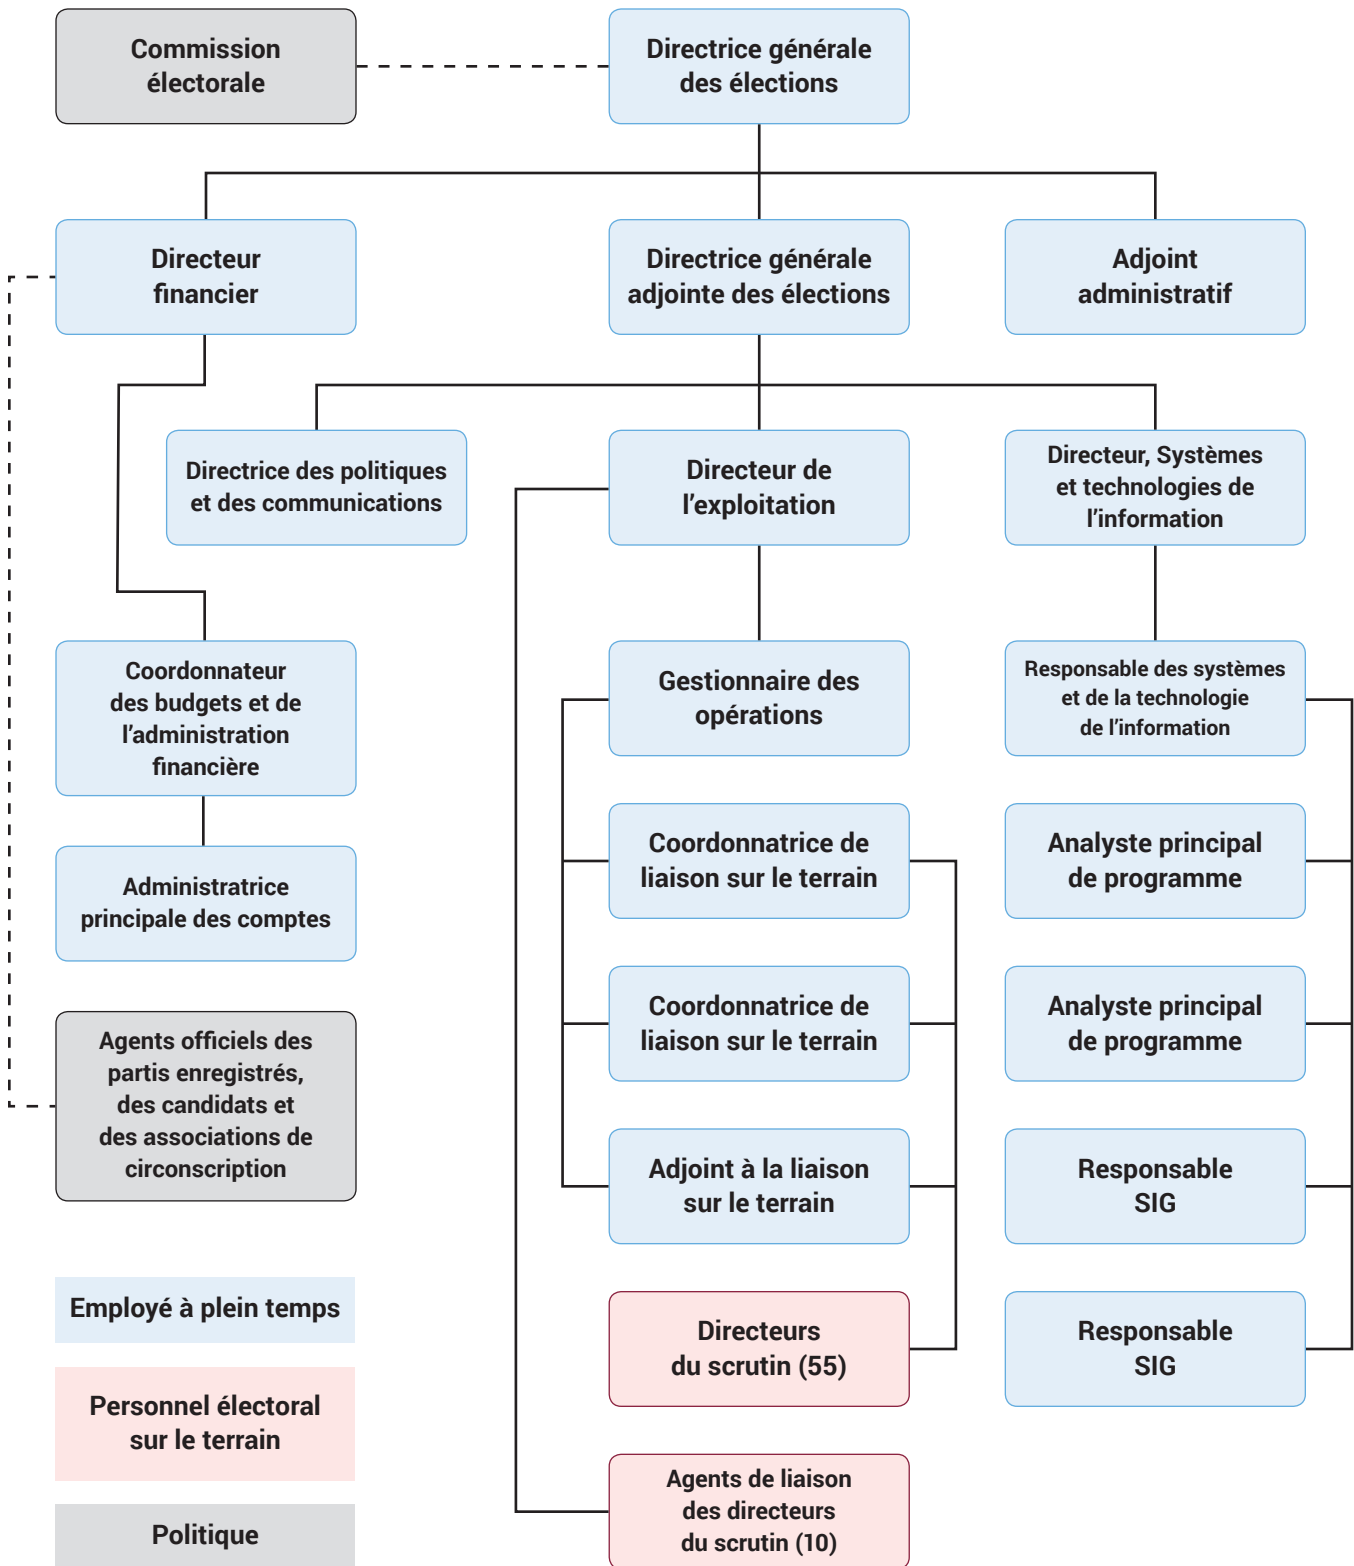 Commission
électorale
Directrice générale
des élections
Directeur
financier
Directrice générale
adjointe des élections
Adjoint
administratif
Directrice des politiques
et des communications
Directeur de
l’exploitation
Directeur, Systèmes
et technologies de
l’information
Coordonnateur
des budgets et de
l’administration
financière
Gestionnaire des
opérations
Responsable des systèmes
et de la technologie
de l’information
Administratrice
principale des comptes
Coordonnatrice de
liaison sur le terrain
Analyste principal
de programme
Agents officiels des
partis enregistrés,
des candidats et
des associations de
circonscription
Coordonnatrice de
liaison sur le terrain
Analyste principal
de programme
Adjoint à la liaison
sur le terrain
Responsable
SIG
Directeurs
du scrutin (55)
Responsable
SIG
Agents de liaison
des directeurs
du scrutin (10)
Employé à plein temps
Personnel électoral
sur le terrain
Politique